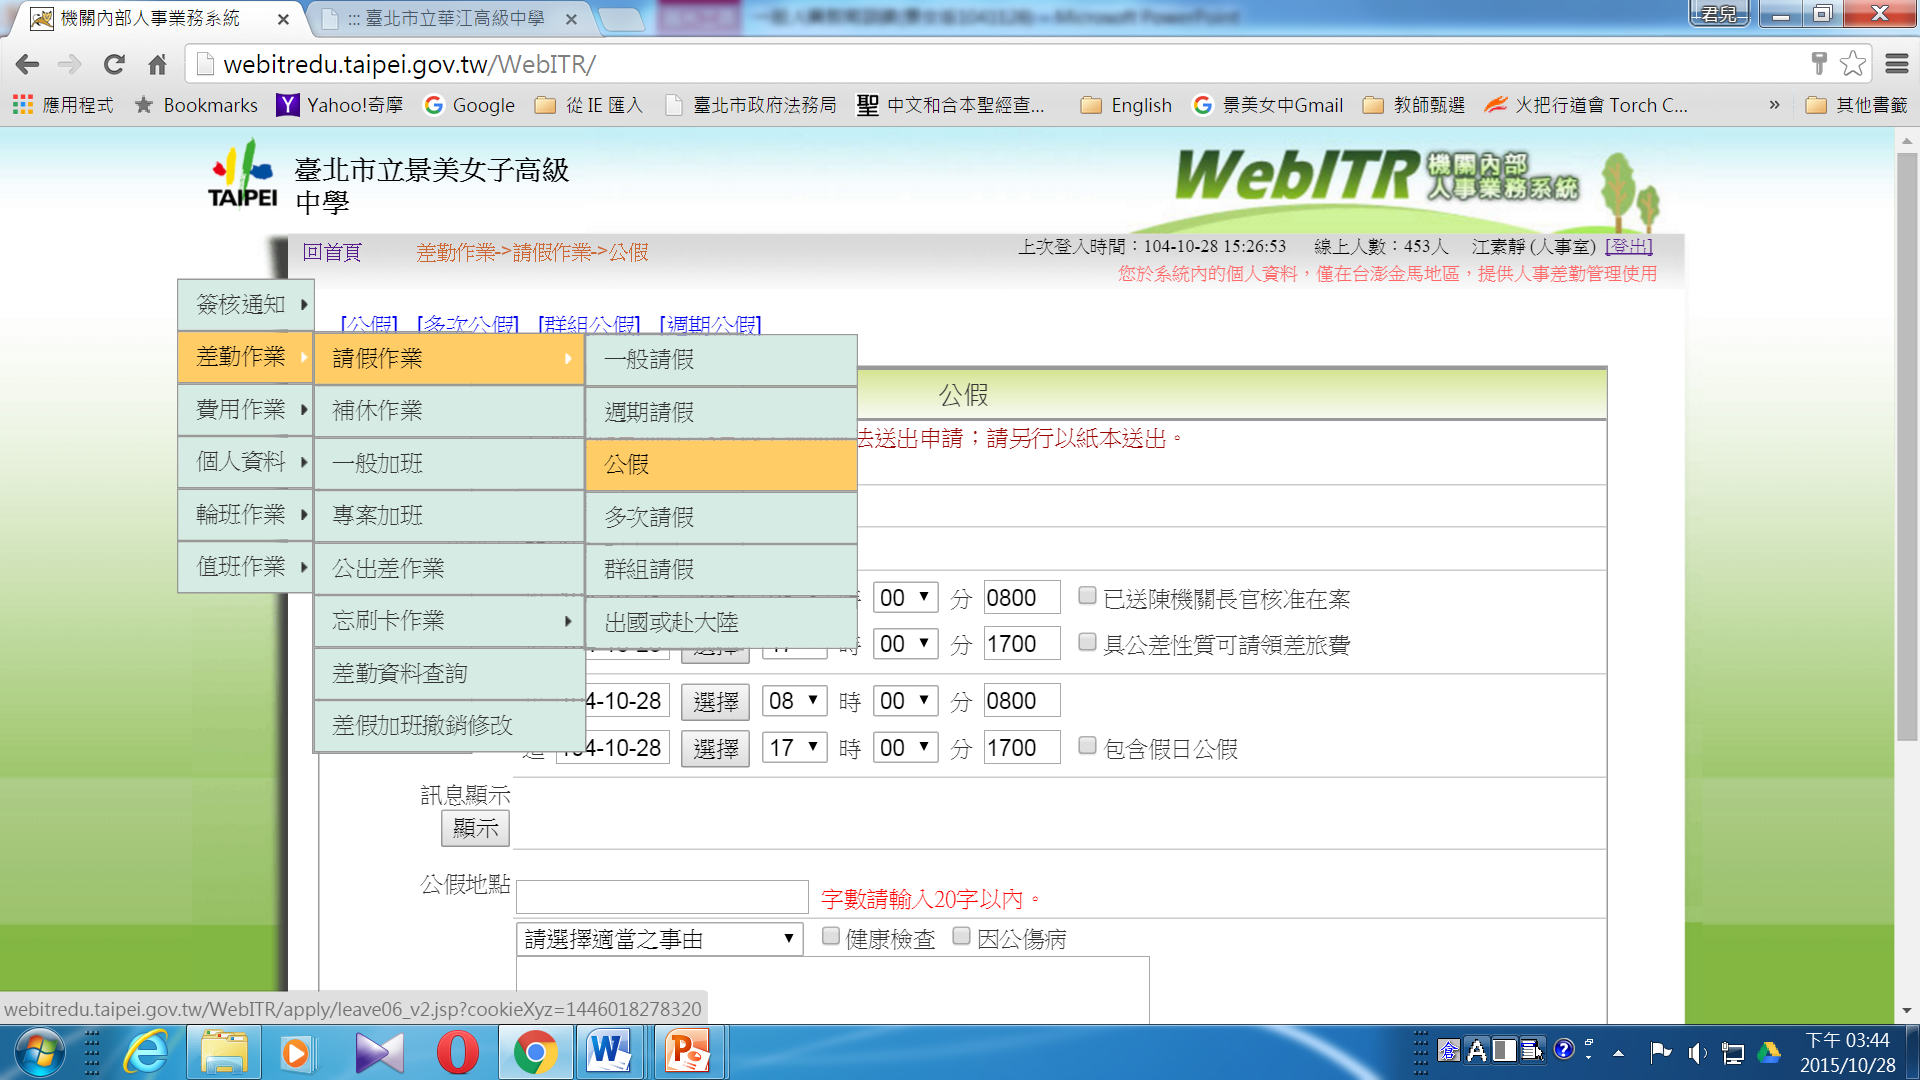 機關內部人事業務系統
::: 臺北市立華江高級中學
君兒
webitredu.taipei.gov.tw/WebITR/
應用程式 Bookmarks Yahoo!奇摩 Google 從 IE 匯入 臺北市政府法務局 中文和合本聖經查... English 景美女中Gmail 教師甄選 火把行道會 Torch C... » 其他書籤
TAIPEI
臺北市立景美女子高級
中學
WebITR 機關內部
人事業務系統
回首頁 差勤作業->請假作業->公假
上次登入時間：104-10-28 15:26:53 線上人數：453人 江素靜 (人事室) [登出]
您於系統內的個人資料，僅在台澎金馬地區，提供人事差勤管理使用
[公假] [多次公假] [群組公假] [週期公假]
簽核通知
差勤作業
費用作業
個人資料
輪班作業
值班作業
請假作業
補休作業
一般加班
專案加班
公出差作業
忘刷卡作業
差勤資料查詢
差假加班撤銷修改
一般請假
週期請假
公假
多次請假
群組請假
出國或赴大陸
公假
法送出申請；請另行以紙本送出。
00 分 0800 已送陳機關長官核准在案
00 分 1700 具公差性質可請領差旅費
4-10-28 選擇 08 時 00 分 0800
104-10-28 選擇 17 時 00 分 1700 包含假日公假
訊息顯示
顯示
公假地點 字數請輸入20字以內。
請選擇適當之事由 健康檢查 因公傷病
webitredu.taipei.gov.tw/WebITR/apply/leave06_v2.jsp?cookieXyz=1446018278320
下午 03:44
2015/10/28